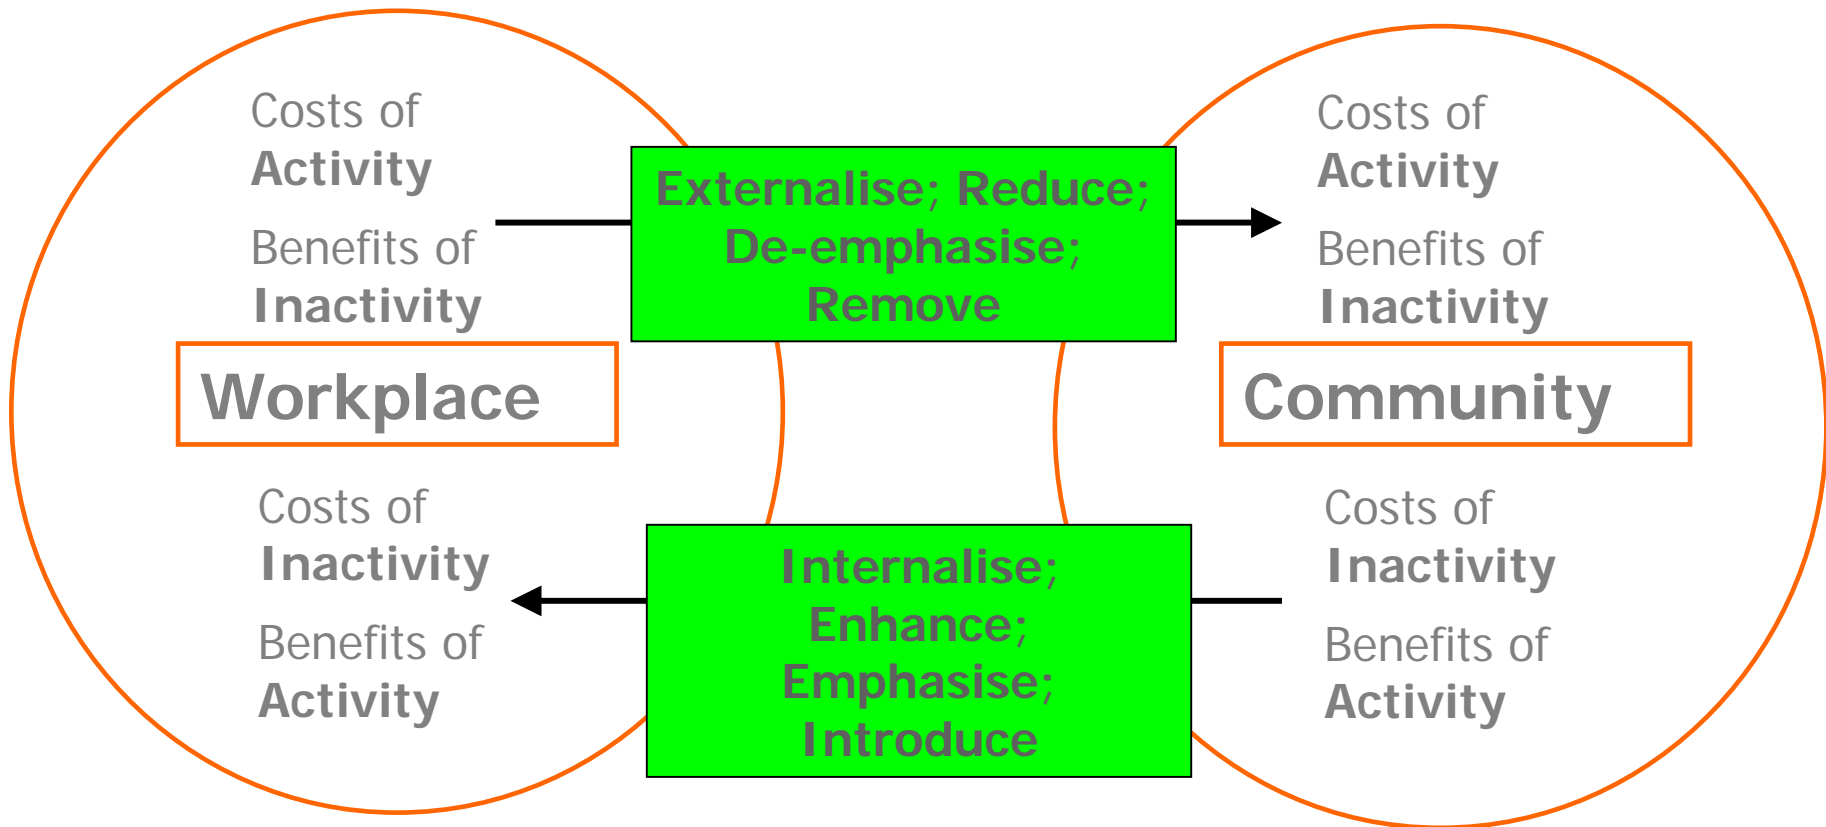 Costs of
Activity
Benefits of
Inactivity
Workplace
Costs of
Inactivity
Benefits of
Activity
Externalise; Reduce;
De-emphasise;
Remove
Internalise;
Enhance;
Emphasise;
Introduce
Costs of
Activity
Benefits of
Inactivity
Community
Costs of
Inactivity
Benefits of
Activity